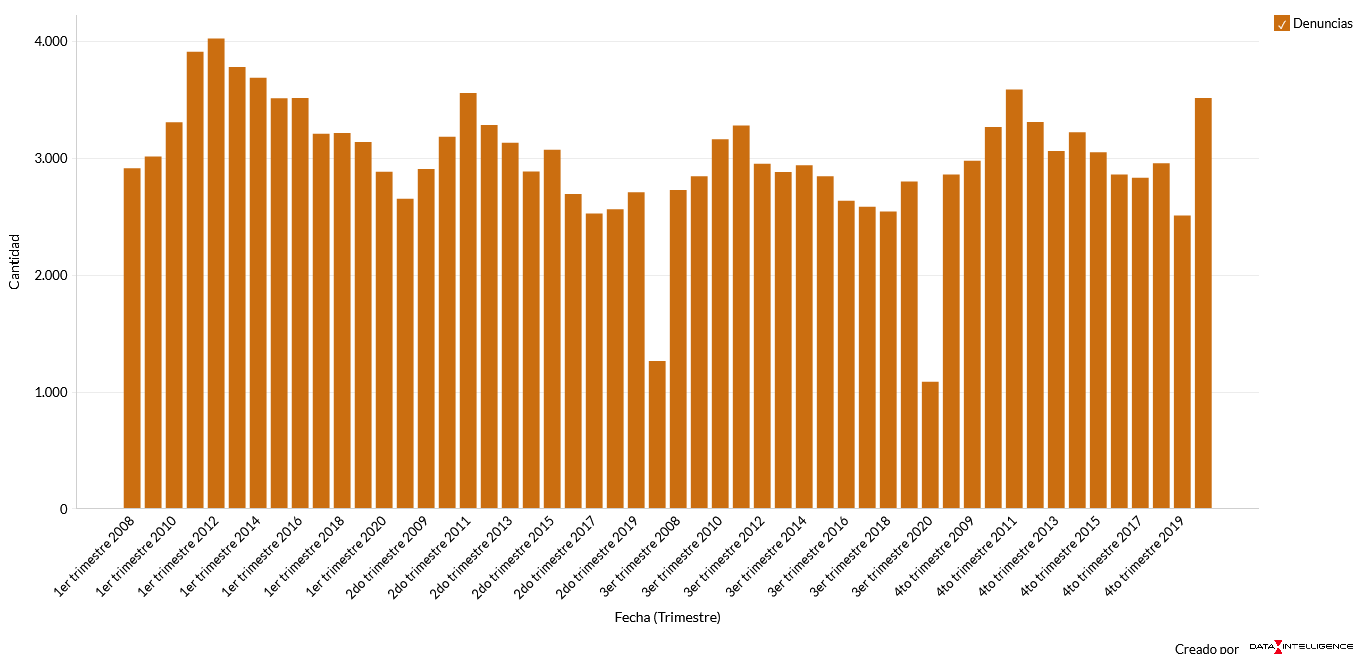 Denuncias
4.000
3.000
2.000
1.000
0
Cantidad
1er trimestre 2008
1er trimestre 2010
1er trimestre 2012
1er trimestre 2014
1er trimestre 2016
1er trimestre 2018
1er trimestre 2020
2do trimestre 2009
2do trimestre 2011
2do trimestre 2013
2do trimestre 2015
2do trimestre 2017
2do trimestre 2019
3er trimestre 2008
3er trimestre 2010
3er trimestre 2012
3er trimestre 2014
3er trimestre 2016
3er trimestre 2018
3er trimestre 2020
4to trimestre 2009
4to trimestre 2011
4to trimestre 2013
4to trimestre 2015
4to trimestre 2017
4to trimestre 2019
Fecha (Trimestre)
Creado por DATA INTELLIGENCE